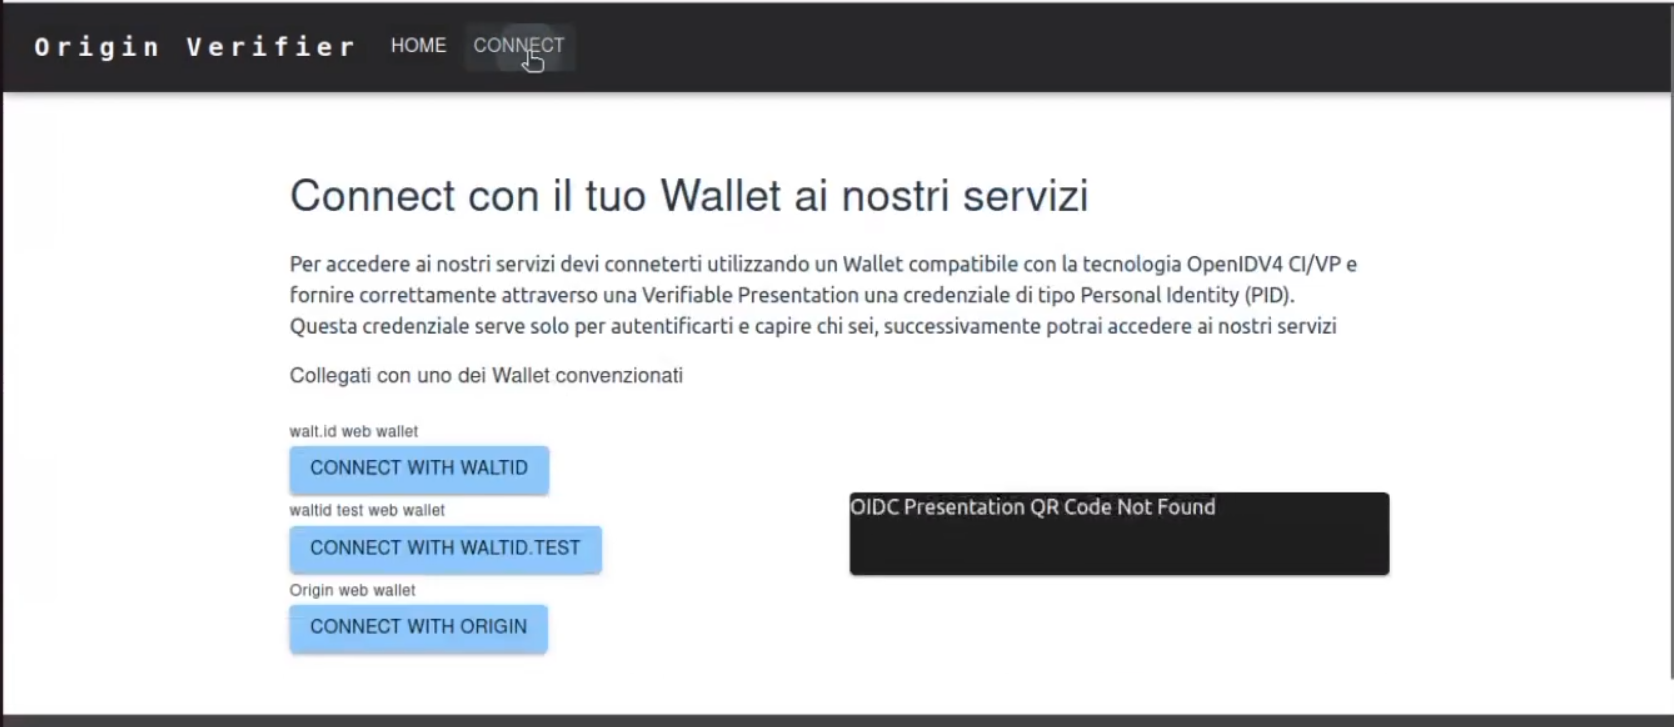 Origin Verifier HOME CONNECT
Connect con il tuo Wallet ai nostri servizi
Per accedere ai nostri servizi devi conneterti utilizzando un Wallet compatibile con la tecnologia OpenIDV4 CI/VP e
fornire correttamente attraverso una Verifiable Presentation una credenziale di tipo Personal Identity (PID).
Questa credenziale serve solo per autentificarti e capire chi sei, successivamente potrai accedere ai nostri servizi
Collegati con uno dei Wallet convenzionati
walt.id web wallet
CONNECT WITH WALTID
waltid test web wallet
CONNECT WITH WALTID.TEST
Origin web wallet
CONNECT WITH ORIGIN
OIDC Presentation QR Code Not Found